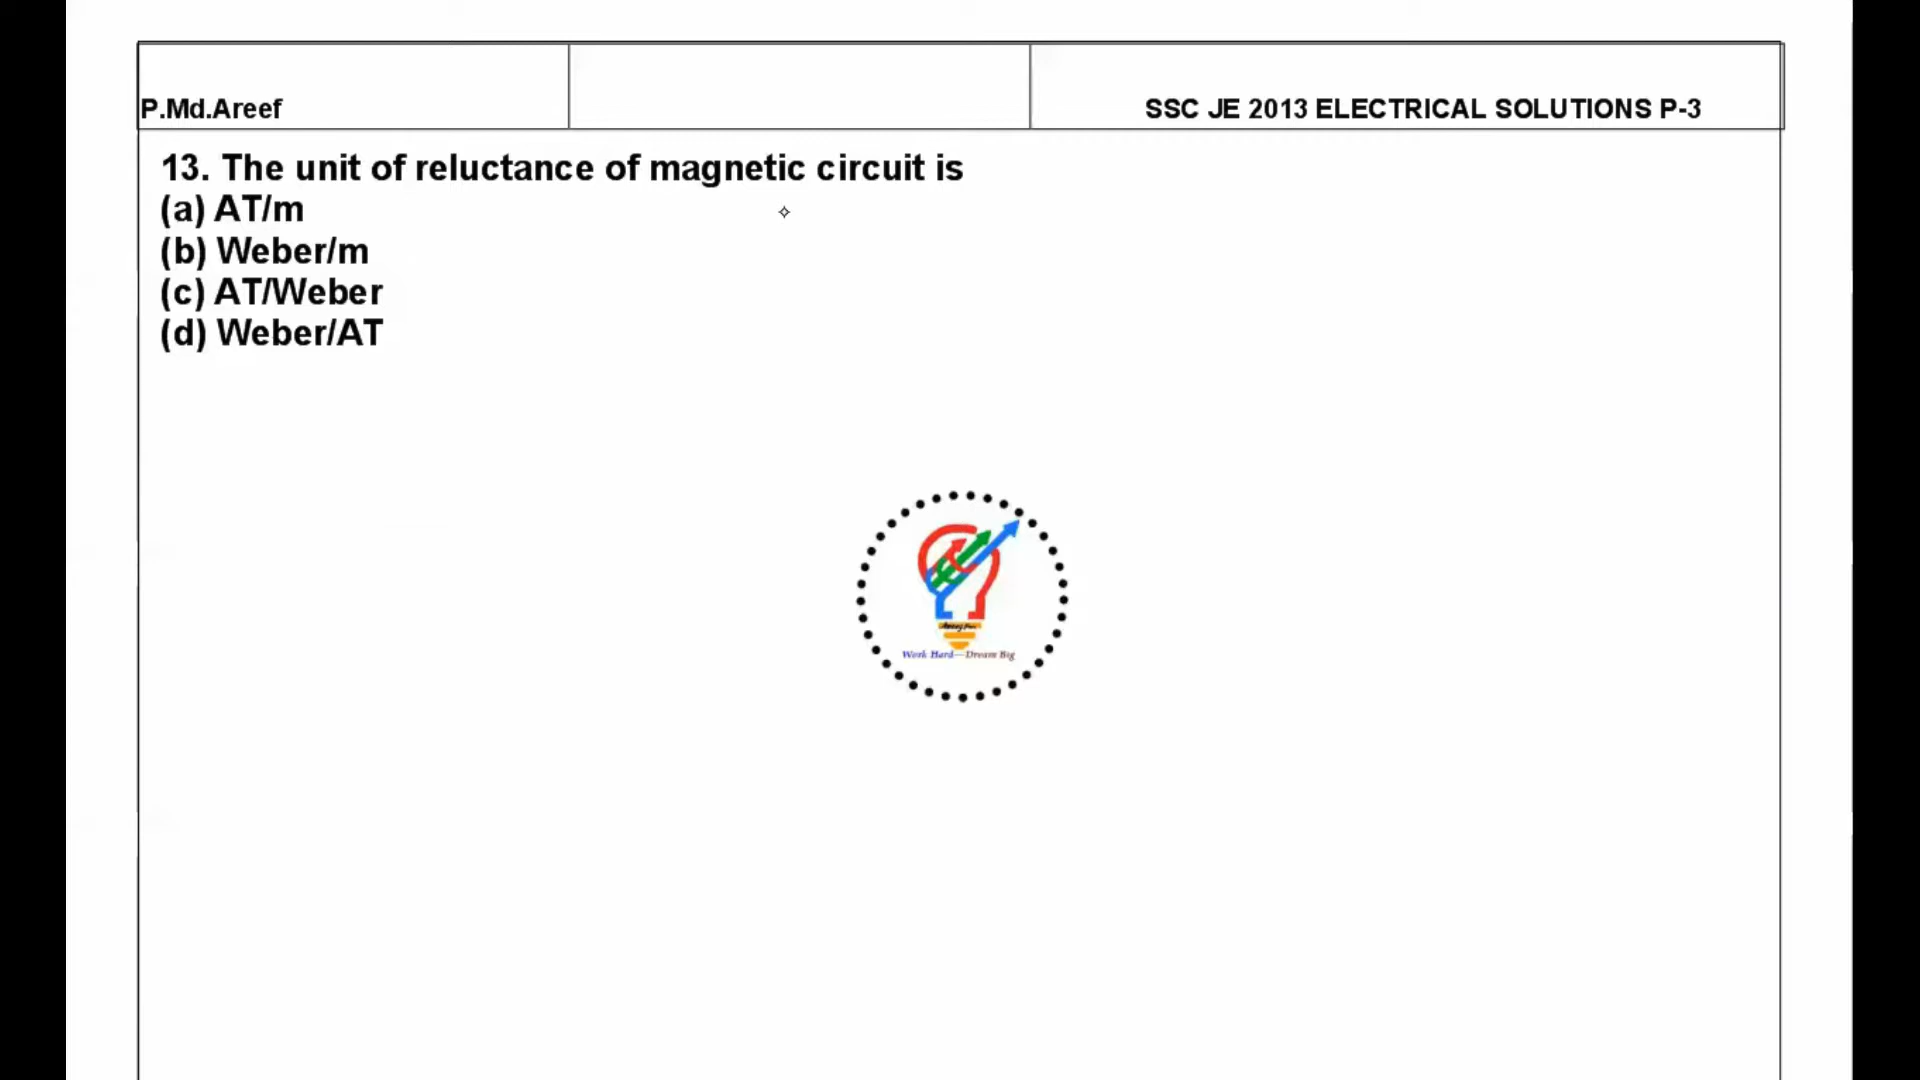 P.Md.Areef
SSC JE 2013 ELECTRICAL SOLUTIONS P-3
13. The unit of reluctance of magnetic circuit is
(a) AT/m
(b) Weber/m
(c) AT/Weber
(d) Weber/AT
Work Hard—Dream Big